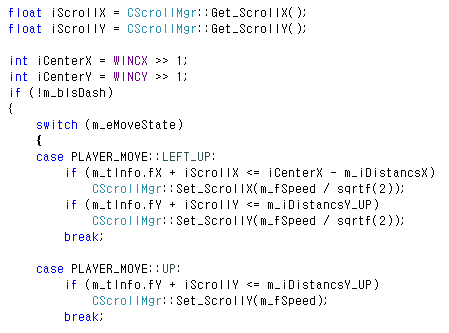 float iScrollX = CScrollMgr::Get_ScrollX();
float iScrollY = CScrollMgr::Get_ScrollY();
int iCenterX = WINCX >> 1;
int iCenterY = WINCY >> 1;
if (!m_bIsDash)
{
switch (m_eMoveState)
{
case PLAYER_MOVE::LEFT_UP:
if (m_tInfo.fX + iScrollX <= iCenterX - m_iDistancsX)
CScrollMgr::Set_ScrollX(m_fSpeed / sqrtf(2));
if (m_tInfo.fY + iScrollY <= m_iDistancsY_UP)
CScrollMgr::Set_ScrollY(m_fSpeed / sqrtf(2));
break;
case PLAYER_MOVE::UP:
if (m_tInfo.fY + iScrollY <= m_iDistancsY_UP)
CScrollMgr::Set_ScrollY(m_fSpeed);
break;